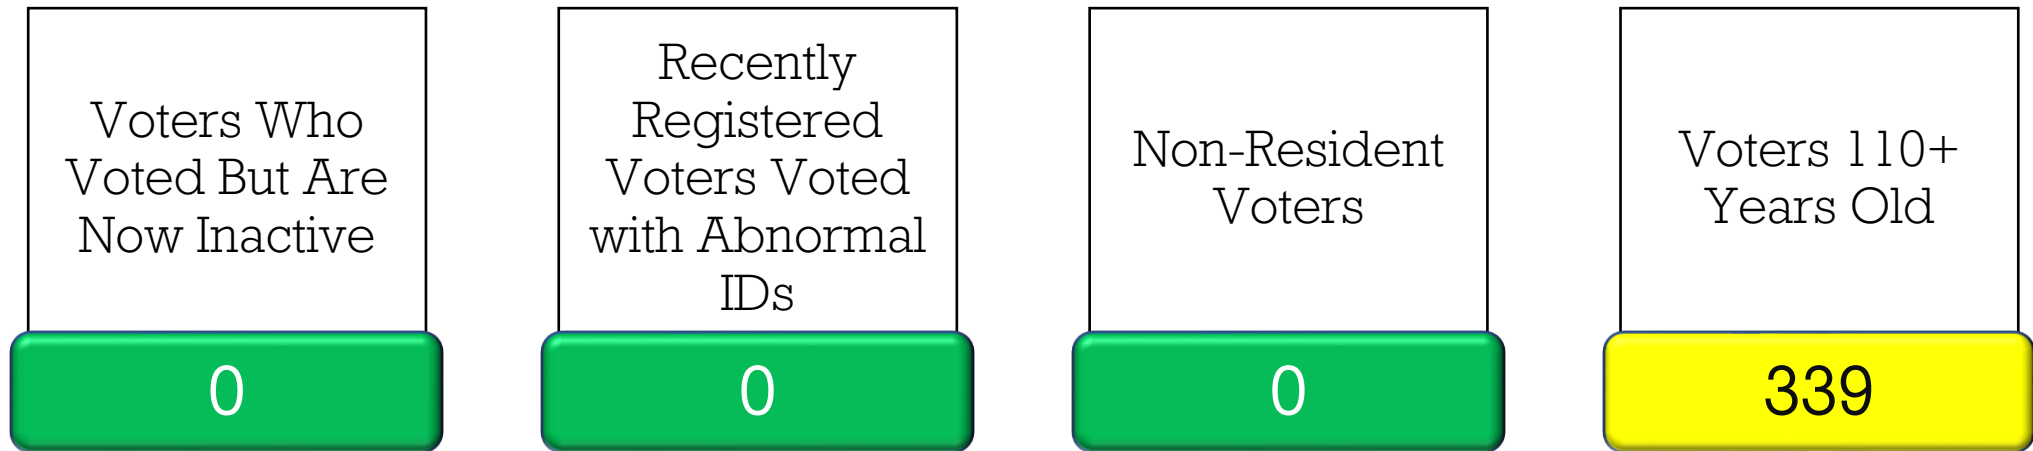 Voters Who
Voted But Are
Now Inactive
0
Recently
Registered
Voters Voted
with Abnormal
IDs
0
Non-Resident
Voters
0
Voters 110+
Years Old
339